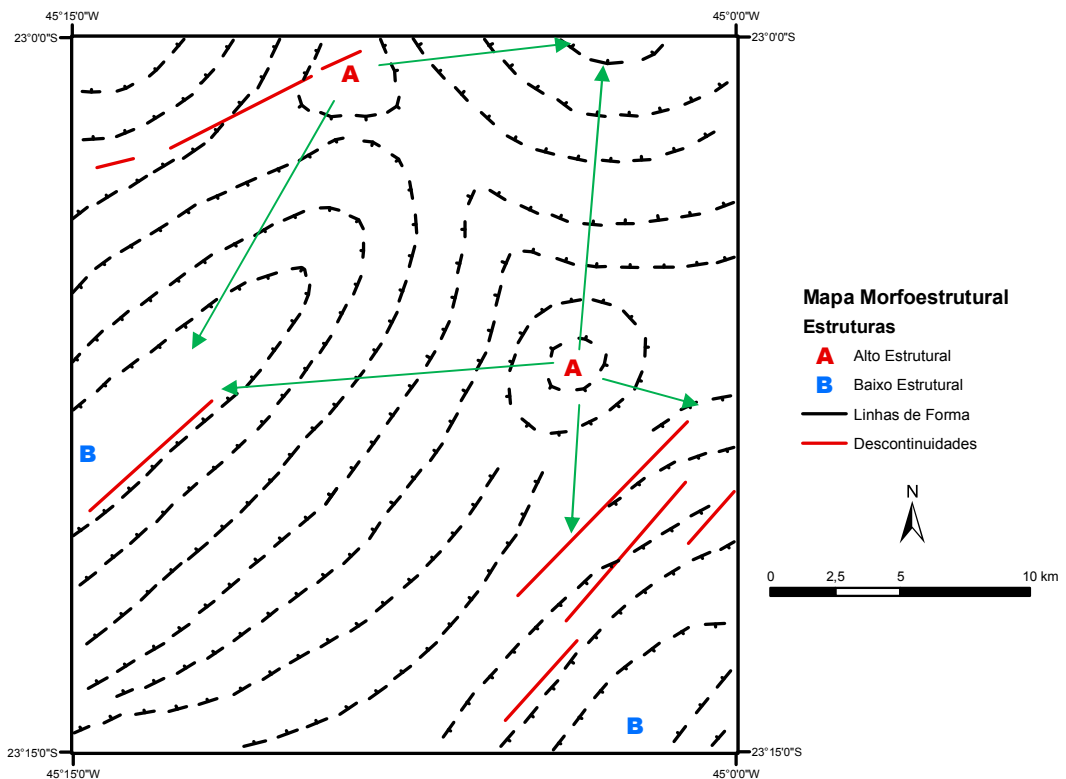 45°15'0"W
45°0'0"W
23°0'0"S
23°0'0"S
A
A
B
B
Mapa Morfoestrutural
Estruturas
A Alto Estrutural
B Baixo Estrutural
Linhas de Forma
Descontinuidades
N
0 2,5 5 10 km
23°15'0"S
23°15'0"S
45°15'0"W
45°0'0"W